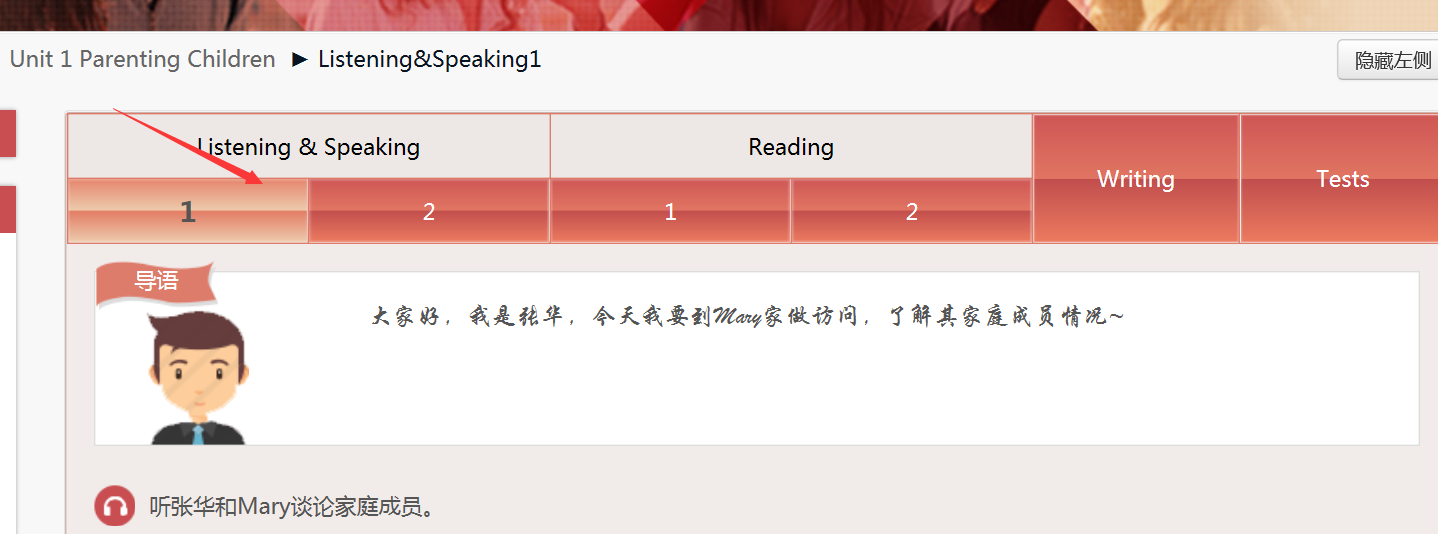 Unit 1 Parenting Children ► Listening&Speaking1
隐藏左侧
Listening & Speaking
Reading
Writing
Tests
1
2
1
2
导语
大家好，我是张华，今天我要到Mary家做访问，了解其家庭成员情况~
听张华和Mary谈论家庭成员。